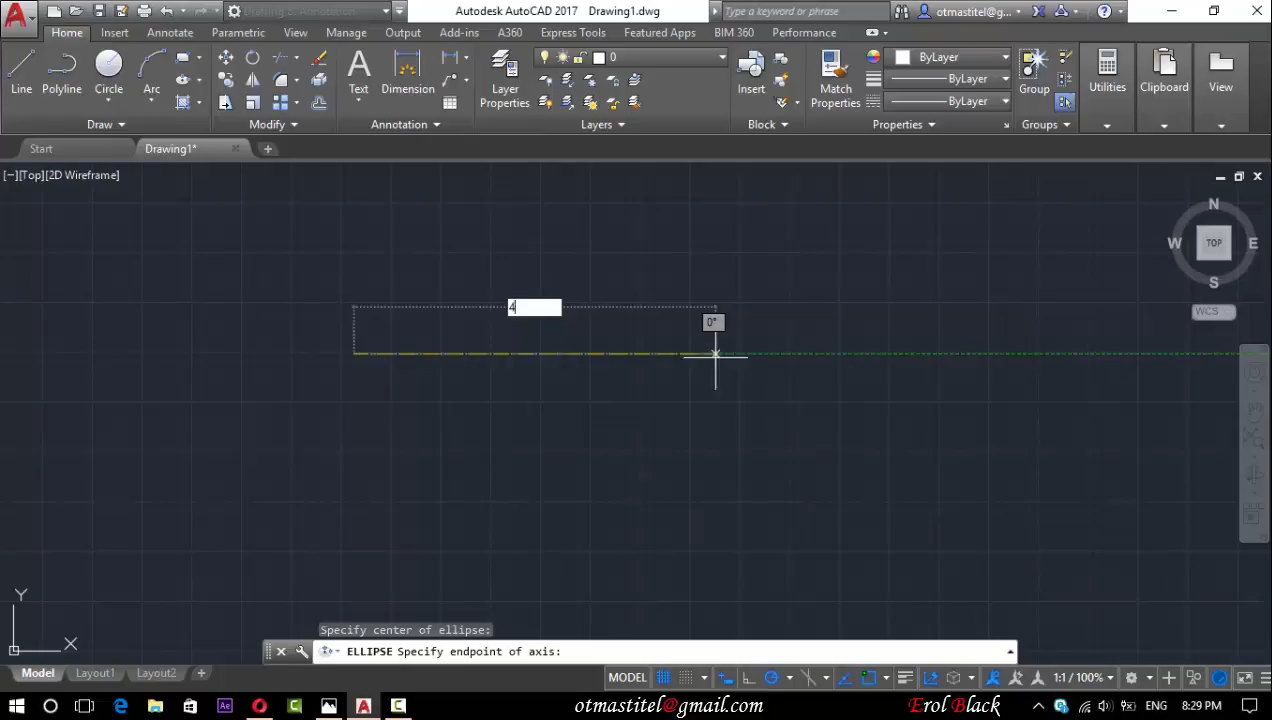 Drafting & Annotation
Autodesk AutoCAD 2017 Drawing1.dwg
Type a keyword or phrase
otmastitel@g...
Home Insert Annotate Parametric View Manage Output Add-ins A360 Express Tools Featured Apps BIM 360 Performance
0
ByLayer
ByLayer
ByLayer
Line Polyline Circle Arc Text Dimension Layer Properties Insert Match Properties Group Utilities Clipboard View
Draw Modify Annotation Layers Block Properties Groups
Start Drawing1*
[−][Top][2D Wireframe]
N
W TOP E
S
WCS
4
0°
Y
X
Specify center of ellipse:
ELLIPSE Specify endpoint of axis:
Model Layout1 Layout2
MODEL 1:1 / 100%
Ae
otmastitel@gmail.com
Erol Black
ENG 8:29 PM